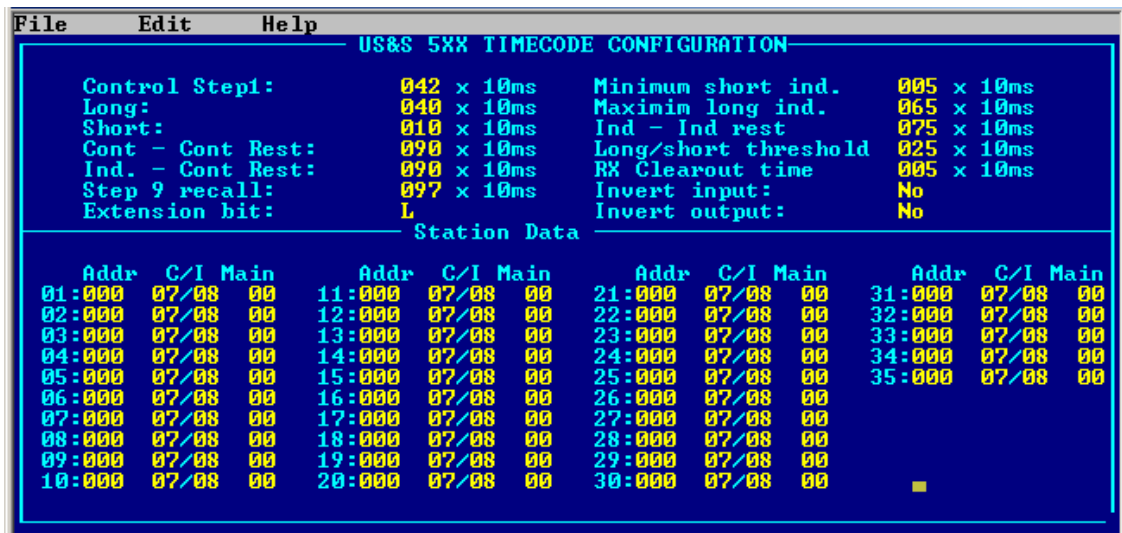 File Edit Help
US&S 5XX TIMECODE CONFIGURATION
Control Step1: 042 x 10ms Minimum short ind. 005 x 10ms
Long: 040 x 10ms Maximim long ind. 065 x 10ms
Short: 010 x 10ms Ind - Ind rest 075 x 10ms
Cont - Cont Rest: 090 x 10ms Long/short threshold 025 x 10ms
Ind. - Cont Rest: 090 x 10ms RX Clearout time 005 x 10ms
Step 9 recall: 097 x 10ms Invert input: No
Extension bit: L Invert output: No
Station Data
Addr C/I Main Addr C/I Main Addr C/I Main Addr C/I Main
01:000 07/08 00 11:000 07/08 00 21:000 07/08 00 31:000 07/08 00
02:000 07/08 00 12:000 07/08 00 22:000 07/08 00 32:000 07/08 00
03:000 07/08 00 13:000 07/08 00 23:000 07/08 00 33:000 07/08 00
04:000 07/08 00 14:000 07/08 00 24:000 07/08 00 34:000 07/08 00
05:000 07/08 00 15:000 07/08 00 25:000 07/08 00 35:000 07/08 00
06:000 07/08 00 16:000 07/08 00 26:000 07/08 00
07:000 07/08 00 17:000 07/08 00 27:000 07/08 00
08:000 07/08 00 18:000 07/08 00 28:000 07/08 00
09:000 07/08 00 19:000 07/08 00 29:000 07/08 00
10:000 07/08 00 20:000 07/08 00 30:000 07/08 00